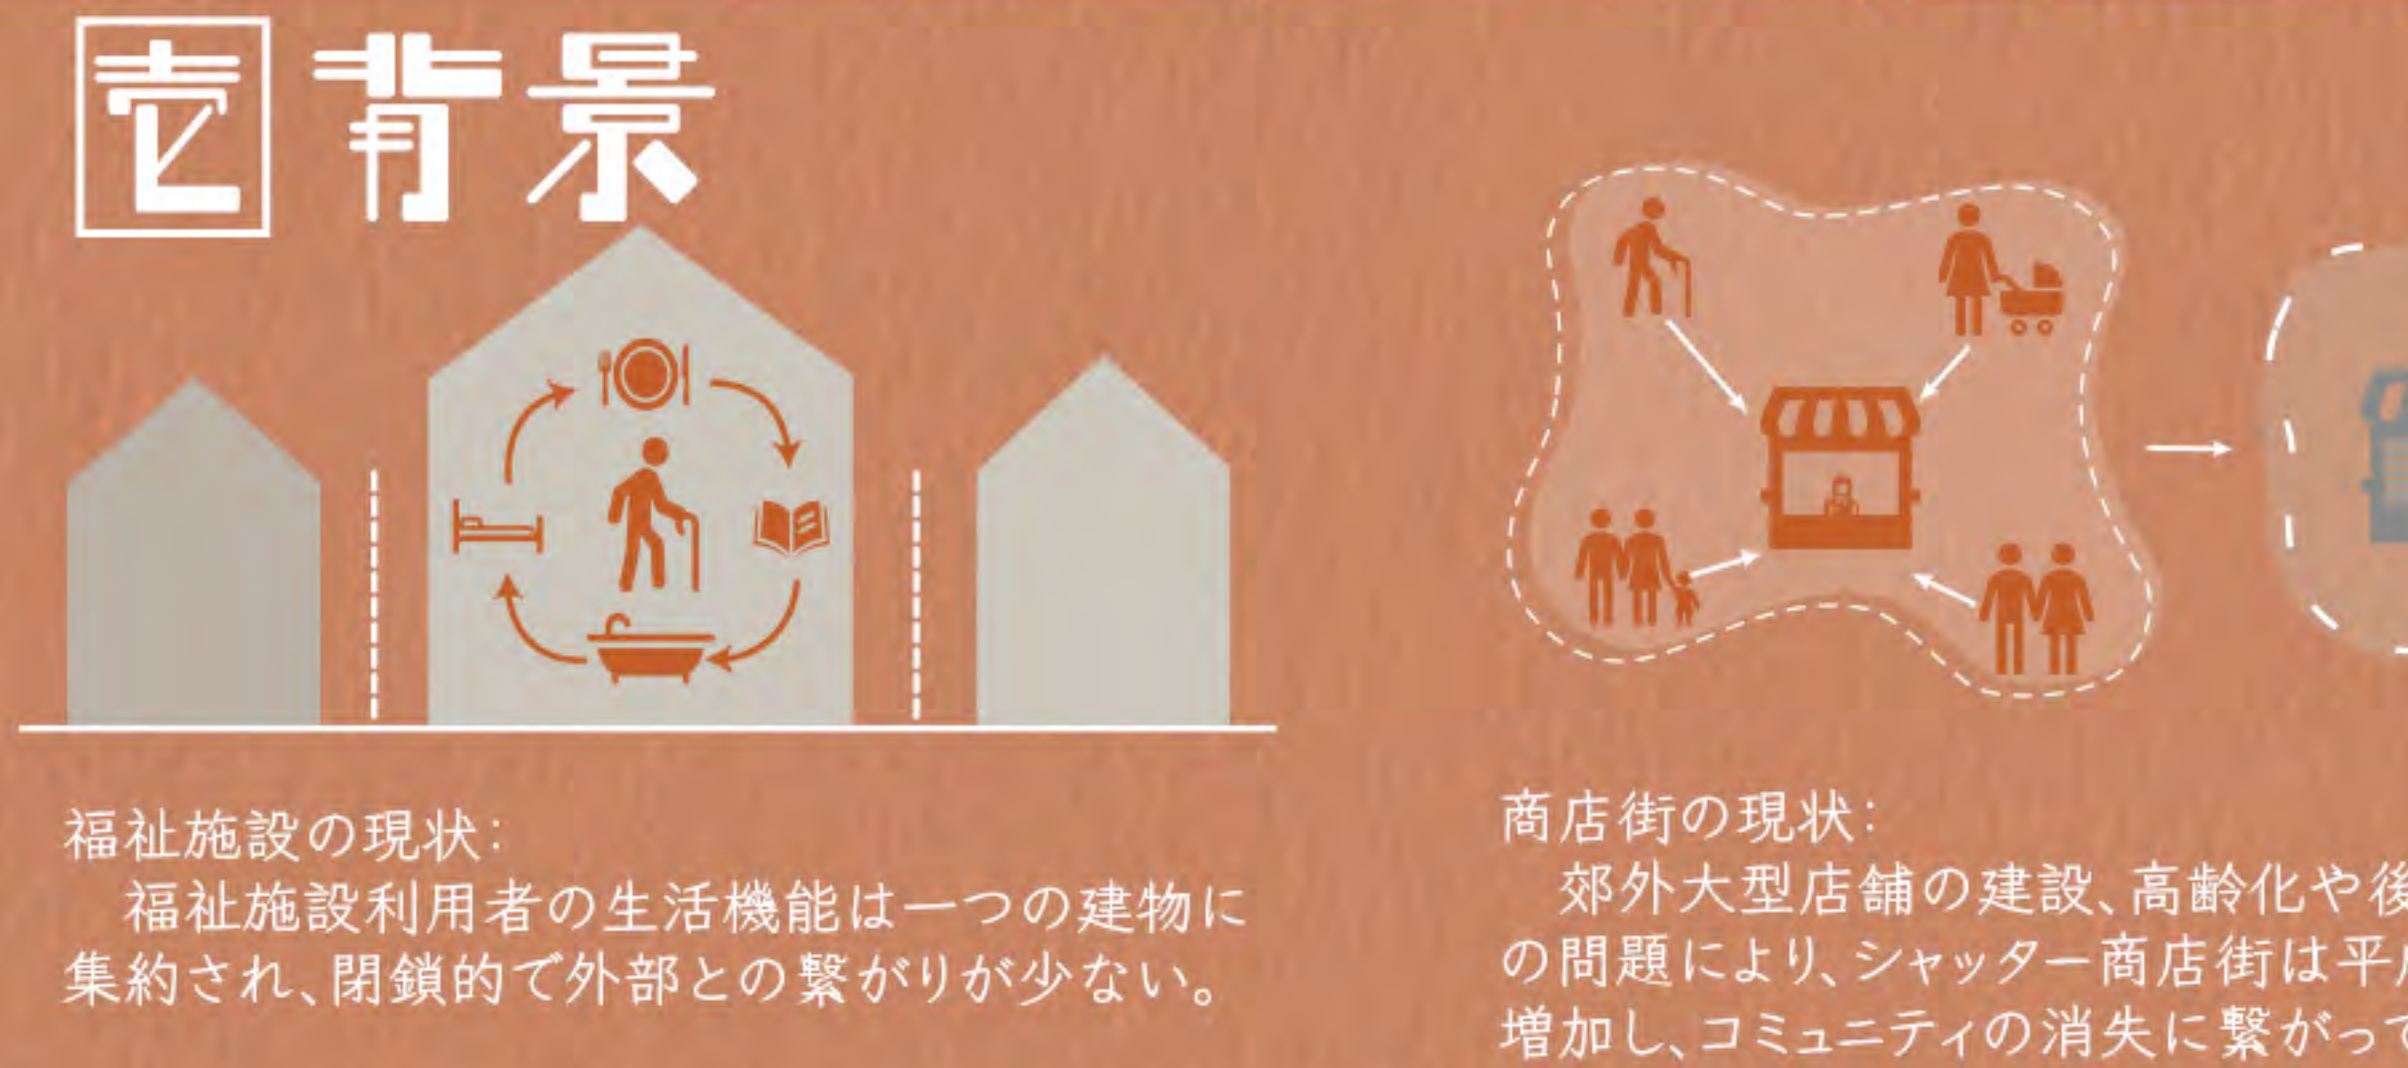 壱 背景
福祉施設の現状：
福祉施設利用者の生活機能は一つの建物に
集約され、閉鎖的で外部との繋がりが少ない。
商店街の現状：
郊外大型店舗の建設、高齢化や後
の問題により、シャッター商店街は平
増加し、コミュニティの消失に繋がって